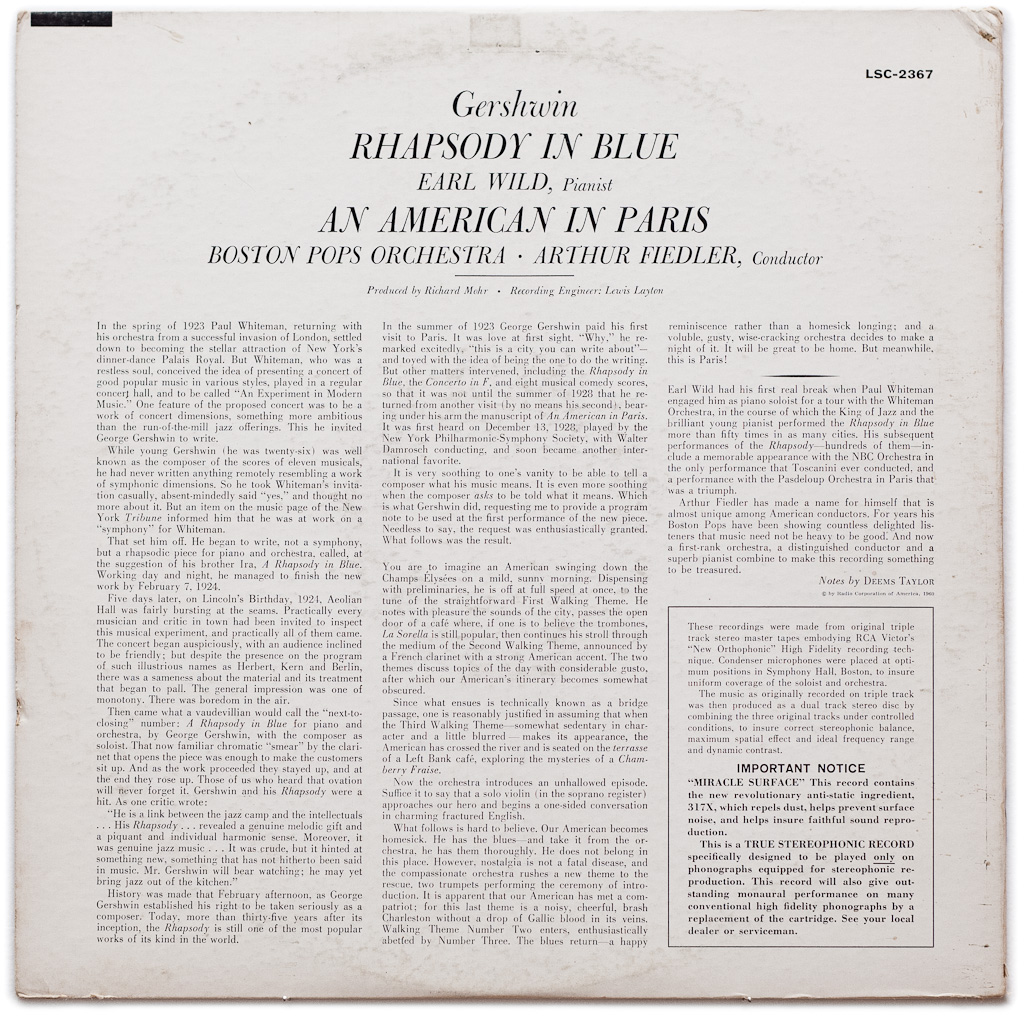 LSC-2367
Gershwin
RHAPSODY IN BLUE
EARL WILD, Pianist
AN AMERICAN IN PARIS
BOSTON POPS ORCHESTRA · ARTHUR FIEDLER, Conductor
Produced by Richard Mohr • Recording Engineer: Lewis Layton
In the spring of 1923 Paul Whiteman, returning with
his orchestra from a successful invasion of London, settled
down to becoming the stellar attraction of New York's
dinner-dance Palais Royal. But Whiteman, who was a
restless soul, conceived the idea of presenting a concert of
good popular music in various styles, played in a regular
concert hall, and to be called "An Experiment in Modern
Music." One feature of the proposed concert was to be a
work of concert dimensions, something more ambitious
than the run-of-the-mill jazz offerings. This he invited
George Gershwin to write.
While young Gershwin (he was twenty-six) was well
known as the composer of the scores of eleven musicals,
he had never written anything remotely resembling a work
of symphonic dimensions. So he took Whiteman's invita-
tion casually, absent-mindedly said "yes," and thought no
more about it. But an item on the music page of the New
York Tribune informed him that he was at work on a
"symphony" for Whiteman.
That set him off. He began to write, not a symphony,
but a rhapsodic piece for piano and orchestra, called, at
the suggestion of his brother Ira, A Rhapsody in Blue.
Working day and night, he managed to finish the new
work by February 7, 1924.
Five days later, on Lincoln's Birthday, 1924, Aeolian
Hall was fairly bursting at the seams. Practically every
musician and critic in town had been invited to inspect
this musical experiment, and practically all of them came.
The concert began auspiciously, with an audience inclined
to be friendly; but despite the presence on the program
of such illustrious names as Herbert, Kern and Berlin,
there was a sameness about the material and its treatment
that began to pall. The general impression was one of
monotony. There was boredom in the air.
Then came what a vaudevillian would call the "next-to-
closing" number: A Rhapsody in Blue for piano and
orchestra, by George Gershwin, with the composer as
soloist. That now familiar chromatic "smear" by the clari-
net that opens the piece was enough to make the customers
sit up. And as the work proceeded they stayed up, and at
the end they rose up. Those of us who heard that ovation
will never forget it. Gershwin and his Rhapsody were a
hit. As one critic wrote:
"He is a link between the jazz camp and the intellectuals
. . . His Rhapsody . . . revealed a genuine melodic gift and
a piquant and individual harmonic sense. Moreover, it
was genuine jazz music . . . It was crude, but it hinted at
something new, something that has not hitherto been said
in music. Mr. Gershwin will bear watching; he may yet
bring jazz out of the kitchen."
History was made that February afternoon, as George
Gershwin established his right to be taken seriously as a
composer. Today, more than thirty-five years after its
inception, the Rhapsody is still one of the most popular
works of its kind in the world.
In the summer of 1923 George Gershwin paid his first
visit to Paris. It was love at first sight. "Why," he re-
marked excitedly, "this is a city you can write about"—
and toyed with the idea of being the one to do the writing.
But other matters intervened, including the Rhapsody in
Blue, the Concerto in F, and eight musical comedy scores,
so that it was not until the summer of 1928 that he re-
turned from another visit (by no means his second), bear-
ing under his arm the manuscript of An American in Paris.
It was first heard on December 13, 1928, played by the
New York Philharmonic-Symphony Society, with Walter
Damrosch conducting, and soon became another inter-
national favorite.
It is very soothing to one's vanity to be able to tell a
composer what his music means. It is even more soothing
when the composer asks to be told what it means. Which
is what Gershwin did, requesting me to provide a program
note to be used at the first performance of the new piece.
Needless to say, the request was enthusiastically granted.
What follows was the result.
You are to imagine an American swinging down the
Champs Elysées on a mild, sunny morning. Dispensing
with preliminaries, he is off at full speed at once, to the
tune of the straightforward First Walking Theme. He
notes with pleasure the sounds of the city, passes the open
door of a café where, if one is to believe the trombones,
La Sorella is still popular, then continues his stroll through
the medium of the Second Walking Theme, announced by
a French clarinet with a strong American accent. The two
themes discuss topics of the day with considerable gusto,
after which our American's itinerary becomes somewhat
obscured.
Since what ensues is technically known as a bridge
passage, one is reasonably justified in assuming that when
the Third Walking Theme—somewhat sedentary in char-
acter and a little blurred—makes its appearance, the
American has crossed the river and is seated on the terrasse
of a Left Bank café, exploring the mysteries of a Cham-
berry Fraise.
Now the orchestra introduces an unhallowed episode.
Suffice it to say that a solo violin (in the soprano register)
approaches our hero and begins a one-sided conversation
in charming fractured English.
What follows is hard to believe. Our American becomes
homesick. He has the blues—and take it from the or-
chestra, he has them thoroughly. He does not belong in
this place. However, nostalgia is not a fatal disease, and
the compassionate orchestra rushes a new theme to the
rescue, two trumpets performing the ceremony of intro-
duction. It is apparent that our American has met a com-
patriot; for this last theme is a noisy, cheerful, brash
Charleston without a drop of Gallic blood in its veins.
Walking Theme Number Two enters, enthusiastically
abetted by Number Three. The blues return—a happy
reminiscence rather than a homesick longing; and a
voluble, gusty, wise-cracking orchestra decides to make a
night of it. It will be great to be home. But meanwhile,
this is Paris!
Earl Wild had his first real break when Paul Whiteman
engaged him as piano soloist for a tour with the Whiteman
Orchestra, in the course of which the King of Jazz and the
brilliant young pianist performed the Rhapsody in Blue
more than fifty times in as many cities. His subsequent
performances of the Rhapsody—hundreds of them—in-
clude a memorable appearance with the NBC Orchestra in
the only performance that Toscanini ever conducted, and
a performance with the Pasdeloup Orchestra in Paris that
was a triumph.
Arthur Fiedler has made a name for himself that is
almost unique among American conductors. For years his
Boston Pops have been showing countless delighted lis-
teners that music need not be heavy to be good. And now
a first-rank orchestra, a distinguished conductor and a
superb pianist combine to make this recording something
to be treasured.
Notes by DEEMS TAYLOR
© by Radio Corporation of America, 1960
These recordings were made from original triple
track stereo master tapes embodying RCA Victor's
"New Orthophonic" High Fidelity recording tech-
nique. Condenser microphones were placed at opti-
mum positions in Symphony Hall, Boston, to insure
uniform coverage of the soloist and orchestra.
The music as originally recorded on triple track
was then produced as a dual track stereo disc by
combining the three original tracks under controlled
conditions, to insure correct stereophonic balance,
maximum spatial effect and ideal frequency range
and dynamic contrast.
IMPORTANT NOTICE
"MIRACLE SURFACE" This record contains
the new revolutionary anti-static ingredient,
317X, which repels dust, helps prevent surface
noise, and helps insure faithful sound repro-
duction.
This is a TRUE STEREOPHONIC RECORD
specifically designed to be played only on
phonographs equipped for stereophonic re-
production. This record will also give out-
standing monaural performance on many
conventional high fidelity phonographs by a
replacement of the cartridge. See your local
dealer or serviceman.